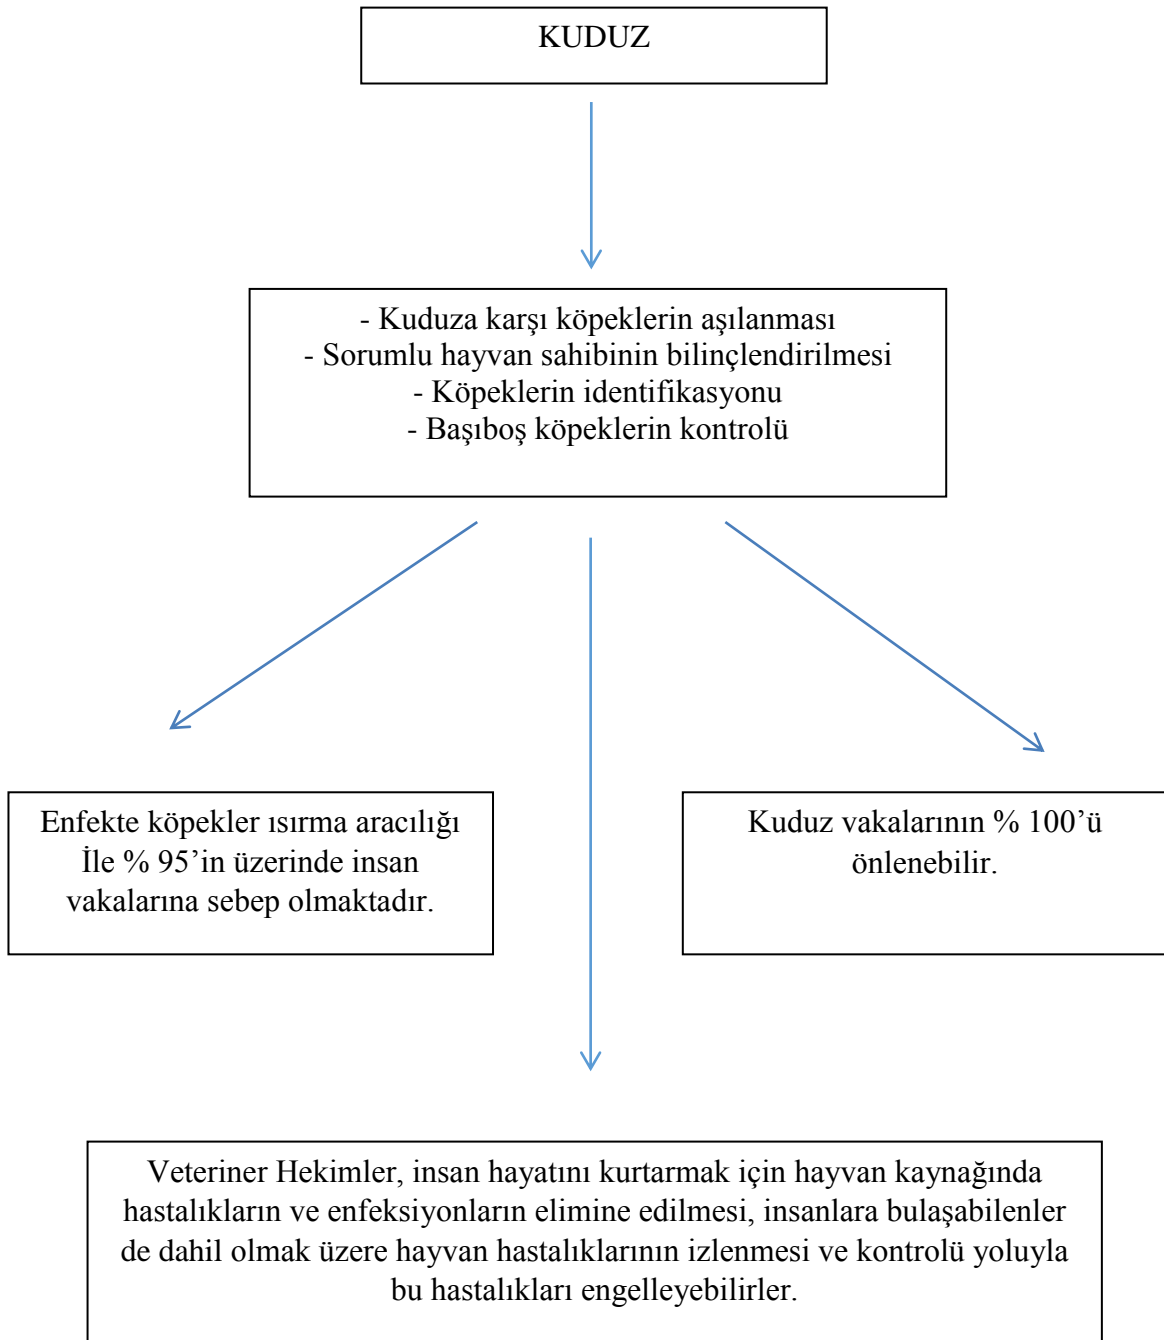 KUDUZ
- Kuduza karşı köpeklerin aşılanması
- Sorumlu hayvan sahibinin bilinçlendirilmesi
- Köpeklerin identifikasyonu
- Başıboş köpeklerin kontrolü
Enfekte köpekler ısırma aracılığı
İle % 95’in üzerinde insan
vakalarına sebep olmaktadır.
Kuduz vakalarının % 100’ü
önlenebilir.
Veteriner Hekimler, insan hayatını kurtarmak için hayvan kaynağında
hastalıkların ve enfeksiyonların elimine edilmesi, insanlara bulaşabilenler
de dahil olmak üzere hayvan hastalıklarının izlenmesi ve kontrolü yoluyla
bu hastalıkları engelleyebilirler.